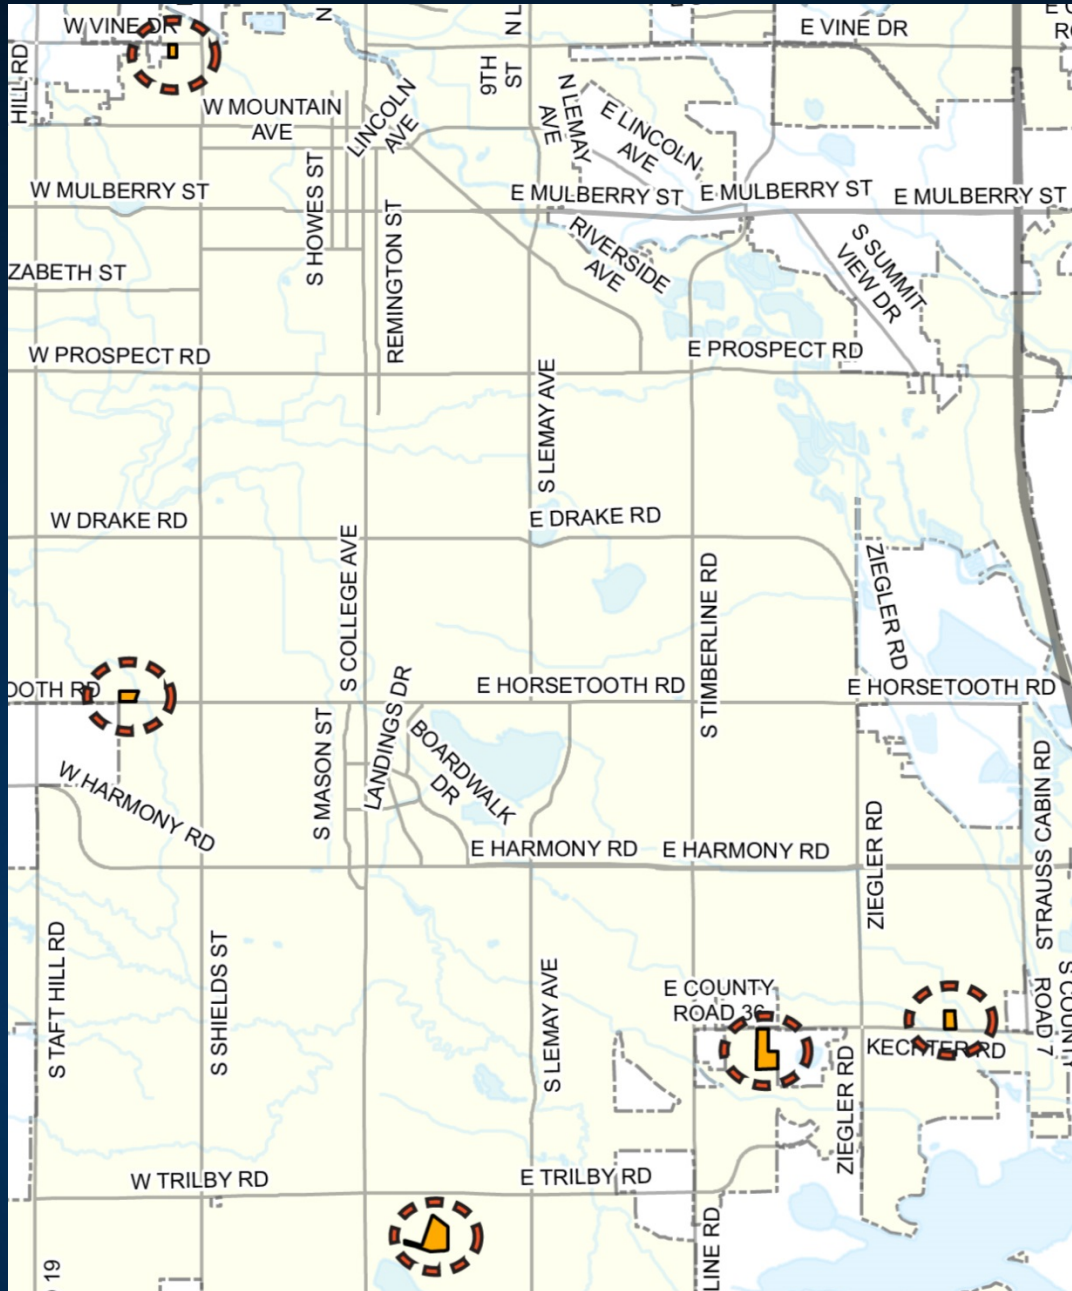 W VINE DR
N
N L
E VINE DR
HILL RD
9TH
ST
W MOUNTAIN
AVE
LINCOLN
AVE
N LEMAY
AVE
E LINCOLN
AVE
W MULBERRY ST
S HOWES ST
E MULBERRY ST
E MULBERRY ST
E MULBERRY ST
REMINGTON ST
RIVERSIDE
AVE
S SUMMIT
VIEW DR
ZABETH ST
W PROSPECT RD
E PROSPECT RD
S LEMAY AVE
W DRAKE RD
E DRAKE RD
S COLLEGE AVE
S TIMBERLINE RD
ZIEGLER RD
OOTH RD
E HORSETOOTH RD
E HORSETOOTH RD
S MASON ST
LANDINGS DR
BOARDWALK
DR
W HARMONY RD
E HARMONY RD
E HARMONY RD
ZIEGLER RD
STRAUSS CABIN RD
S TAFT HILL RD
S SHIELDS ST
S LEMAY AVE
E COUNTY
ROAD 36
KECHTER RD
S COUNTY
ROAD 7
ZIEGLER RD
W TRILBY RD
E TRILBY RD
LINE RD
19